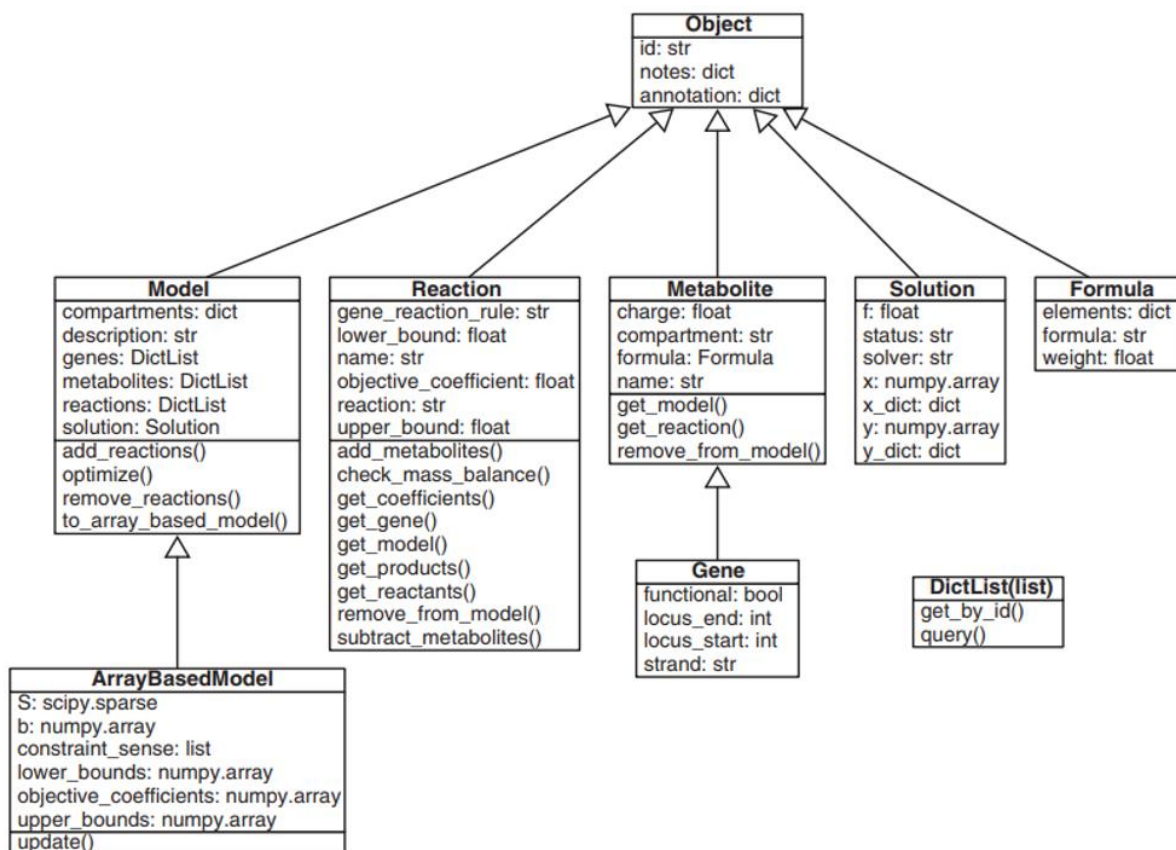 Object
id: str
notes: dict
annotation: dict
Model
compartments: dict
description: str
genes: DictList
metabolites: DictList
reactions: DictList
solution: Solution
add_reactions()
optimize()
remove_reactions()
to_array_based_model()
Reaction
gene_reaction_rule: str
lower_bound: float
name: str
objective_coefficient: float
reaction: str
upper_bound: float
add_metabolites()
check_mass_balance()
get_coefficients()
get_gene()
get_model()
get_products()
get_reactants()
remove_from_model()
subtract_metabolites()
Metabolite
charge: float
compartment: str
formula: Formula
name: str
get_model()
get_reaction()
remove_from_model()
Solution
f: float
status: str
solver: str
x: numpy.array
x_dict: dict
y: numpy.array
y_dict: dict
Formula
elements: dict
formula: str
weight: float
Gene
functional: bool
locus_end: int
locus_start: int
strand: str
DictList(list)
get_by_id()
query()
ArrayBasedModel
S: scipy.sparse
b: numpy.array
constraint_sense: list
lower_bounds: numpy.array
objective_coefficients: numpy.array
upper_bounds: numpy.array
update()